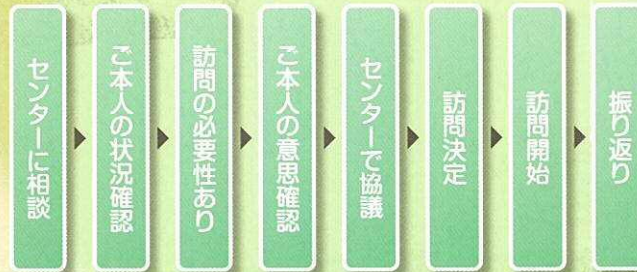 センターに相談
ご本人の状況確認
訪問の必要性あり
ご本人の意思確認
センターで協議
訪問決定
訪問開始
振り返り